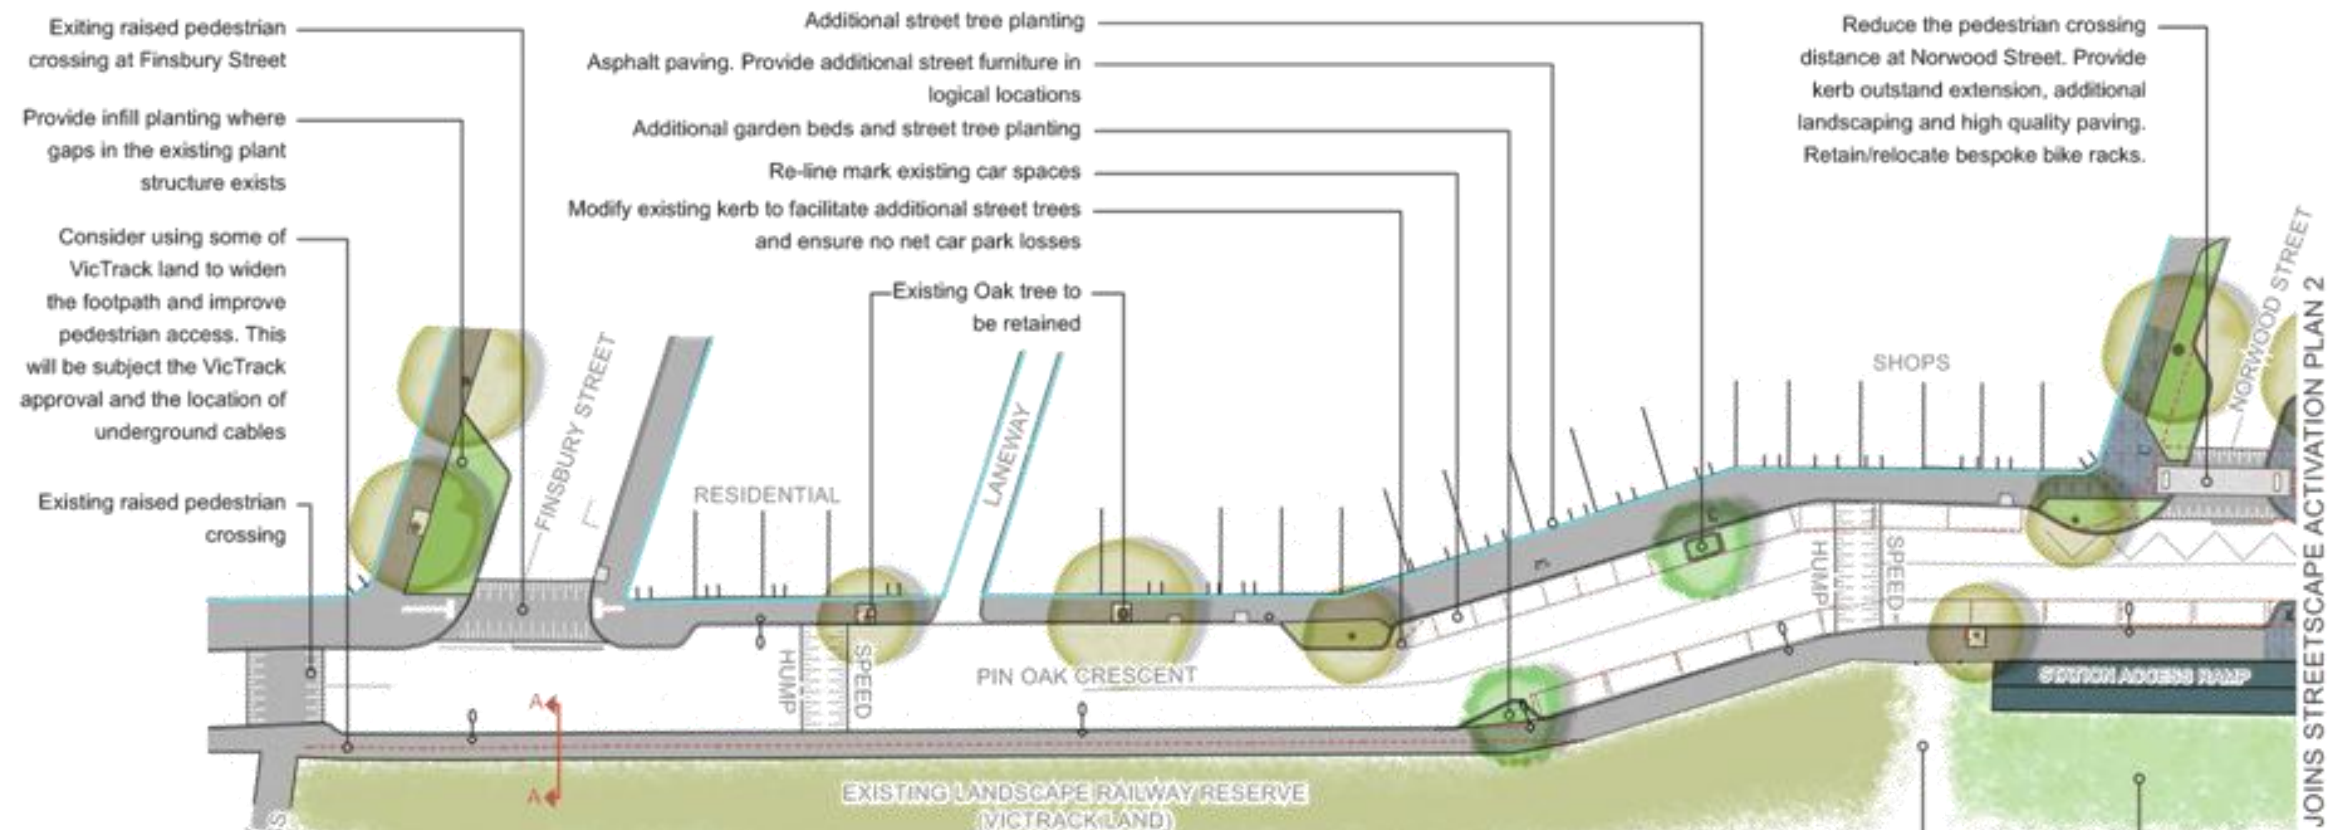 Exiting raised pedestrian
crossing at Finsbury Street
Provide infill planting where
gaps in the existing plant
structure exists
Consider using some of
VicTrack land to widen
the footpath and improve
pedestrian access. This
will be subject the VicTrack
approval and the location of
underground cables
Existing raised pedestrian
crossing
Additional street tree planting
Asphalt paving. Provide additional street furniture in
logical locations
Additional garden beds and street tree planting
Re-line mark existing car spaces
Modify existing kerb to facilitate additional street trees
and ensure no net car park losses
Existing Oak tree to
be retained
Reduce the pedestrian crossing
distance at Norwood Street. Provide
kerb outstand extension, additional
landscaping and high quality paving.
Retain/relocate bespoke bike racks.
FINSBURY STREET
RESIDENTIAL
LANEWAY
SHOPS
NORWOOD STREET
JOINS STREETSCAPE ACTIVATION PLAN 2
HUMP
SPEED
PIN OAK CRESCENT
HUMP
SPEED
STATION ACCESS RAMP
A
A
EXISTING LANDSCAPE RAILWAY RESERVE
(VICTRACK LAND)